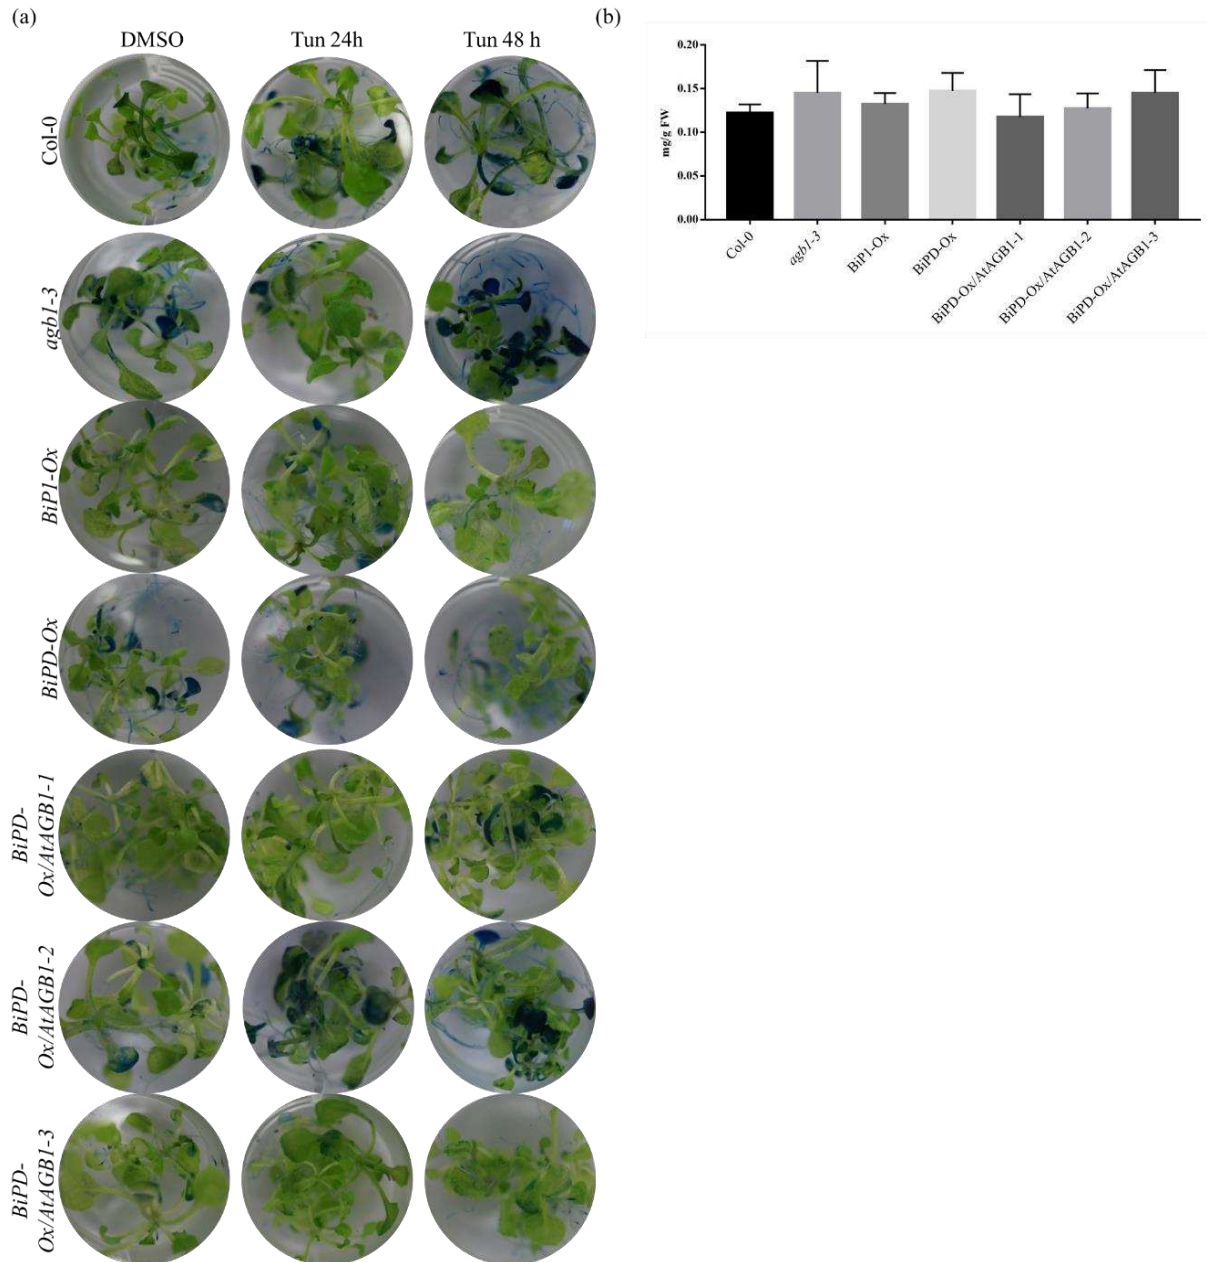 (a)
DMSO
Tun 24h
Tun 48 h
Col-0
agb1-3
BiP1-Ox
BiPD-Ox
BiPD-
Ox/AtAGB1-1
BiPD-
Ox/AtAGB1-2
BiPD-
Ox/AtAGB1-3
(b)
mg/g FW
0.20
0.15
0.10
0.05
0.00
Col-0
agb1-3
BiP1-Ox
BiPD-Ox
BiPD-Ox/AtAGB1-1
BiPD-Ox/AtAGB1-2
BiPD-Ox/AtAGB1-3